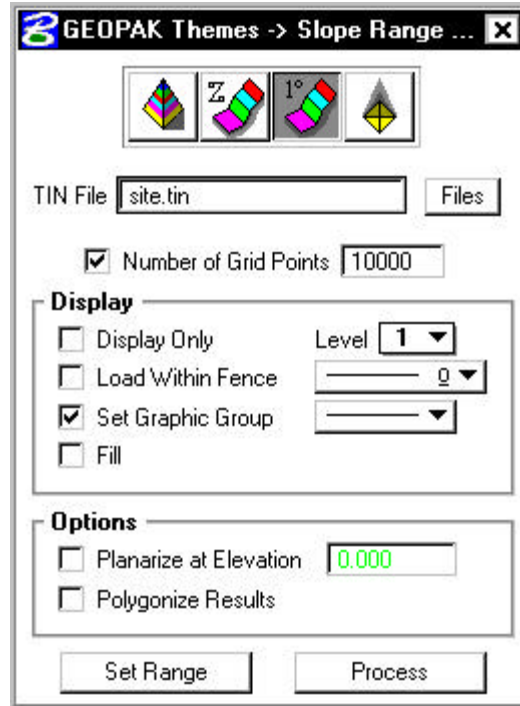 GEOPAK Themes -> Slope Range ...
Z 1°
TIN File site.tin Files
Number of Grid Points 10000
Display
Display Only Level 1
Load Within Fence 0
Set Graphic Group
Fill
Options
Planarize at Elevation 0.000
Polygonize Results
Set Range Process